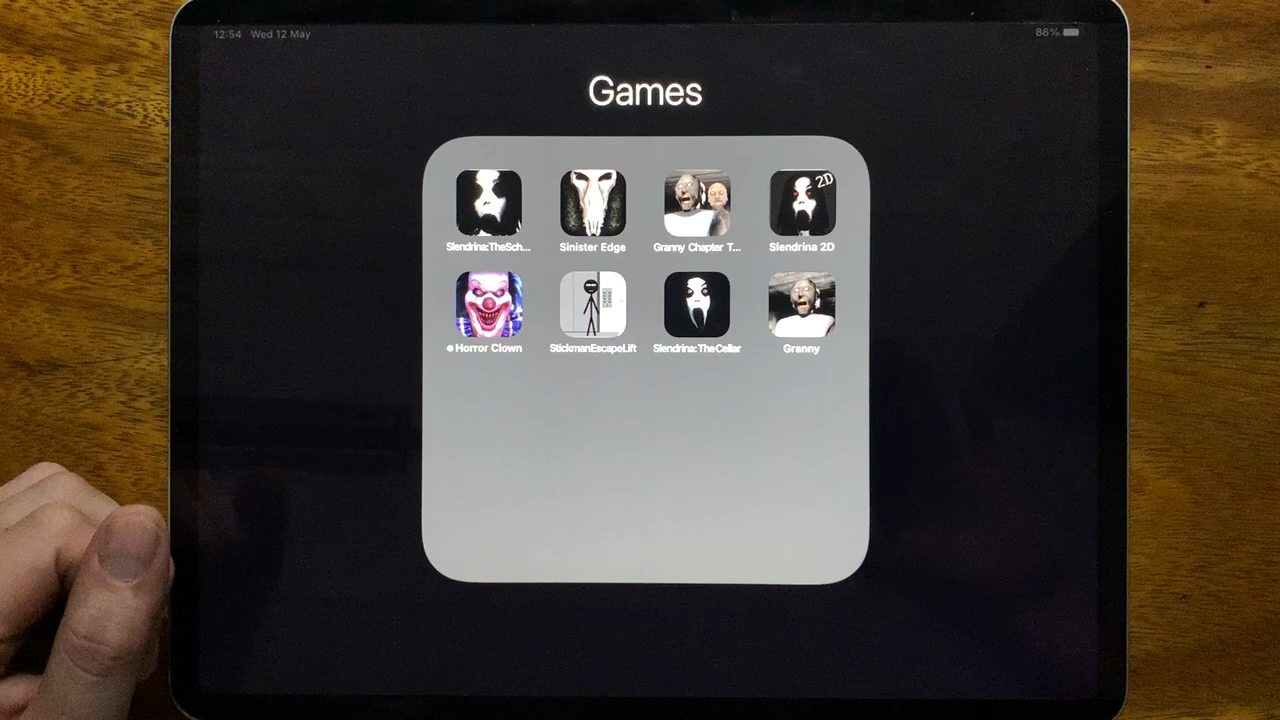 12:54 Wed 12 May
88%
Games
Slendrina:TheSch...
Sinister Edge
Granny Chapter T...
2D
Slendrina 2D
Horror Clown
StickmanEscapeLift
Slendrina:TheCellar
Granny